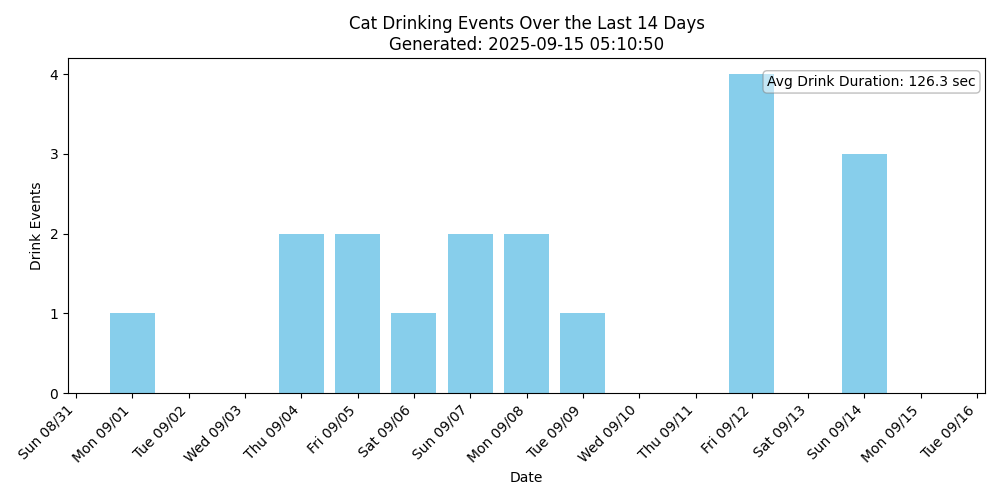 Cat Drinking Events Over the Last 14 Days
Generated: 2025-09-15 05:10:50
Avg Drink Duration: 126.3 sec
Drink Events
4
3
2
1
0
Sun 08/31
Mon 09/01
Tue 09/02
Wed 09/03
Thu 09/04
Fri 09/05
Sat 09/06
Sun 09/07
Mon 09/08
Tue 09/09
Wed 09/10
Thu 09/11
Fri 09/12
Sat 09/13
Sun 09/14
Mon 09/15
Tue 09/16
Date